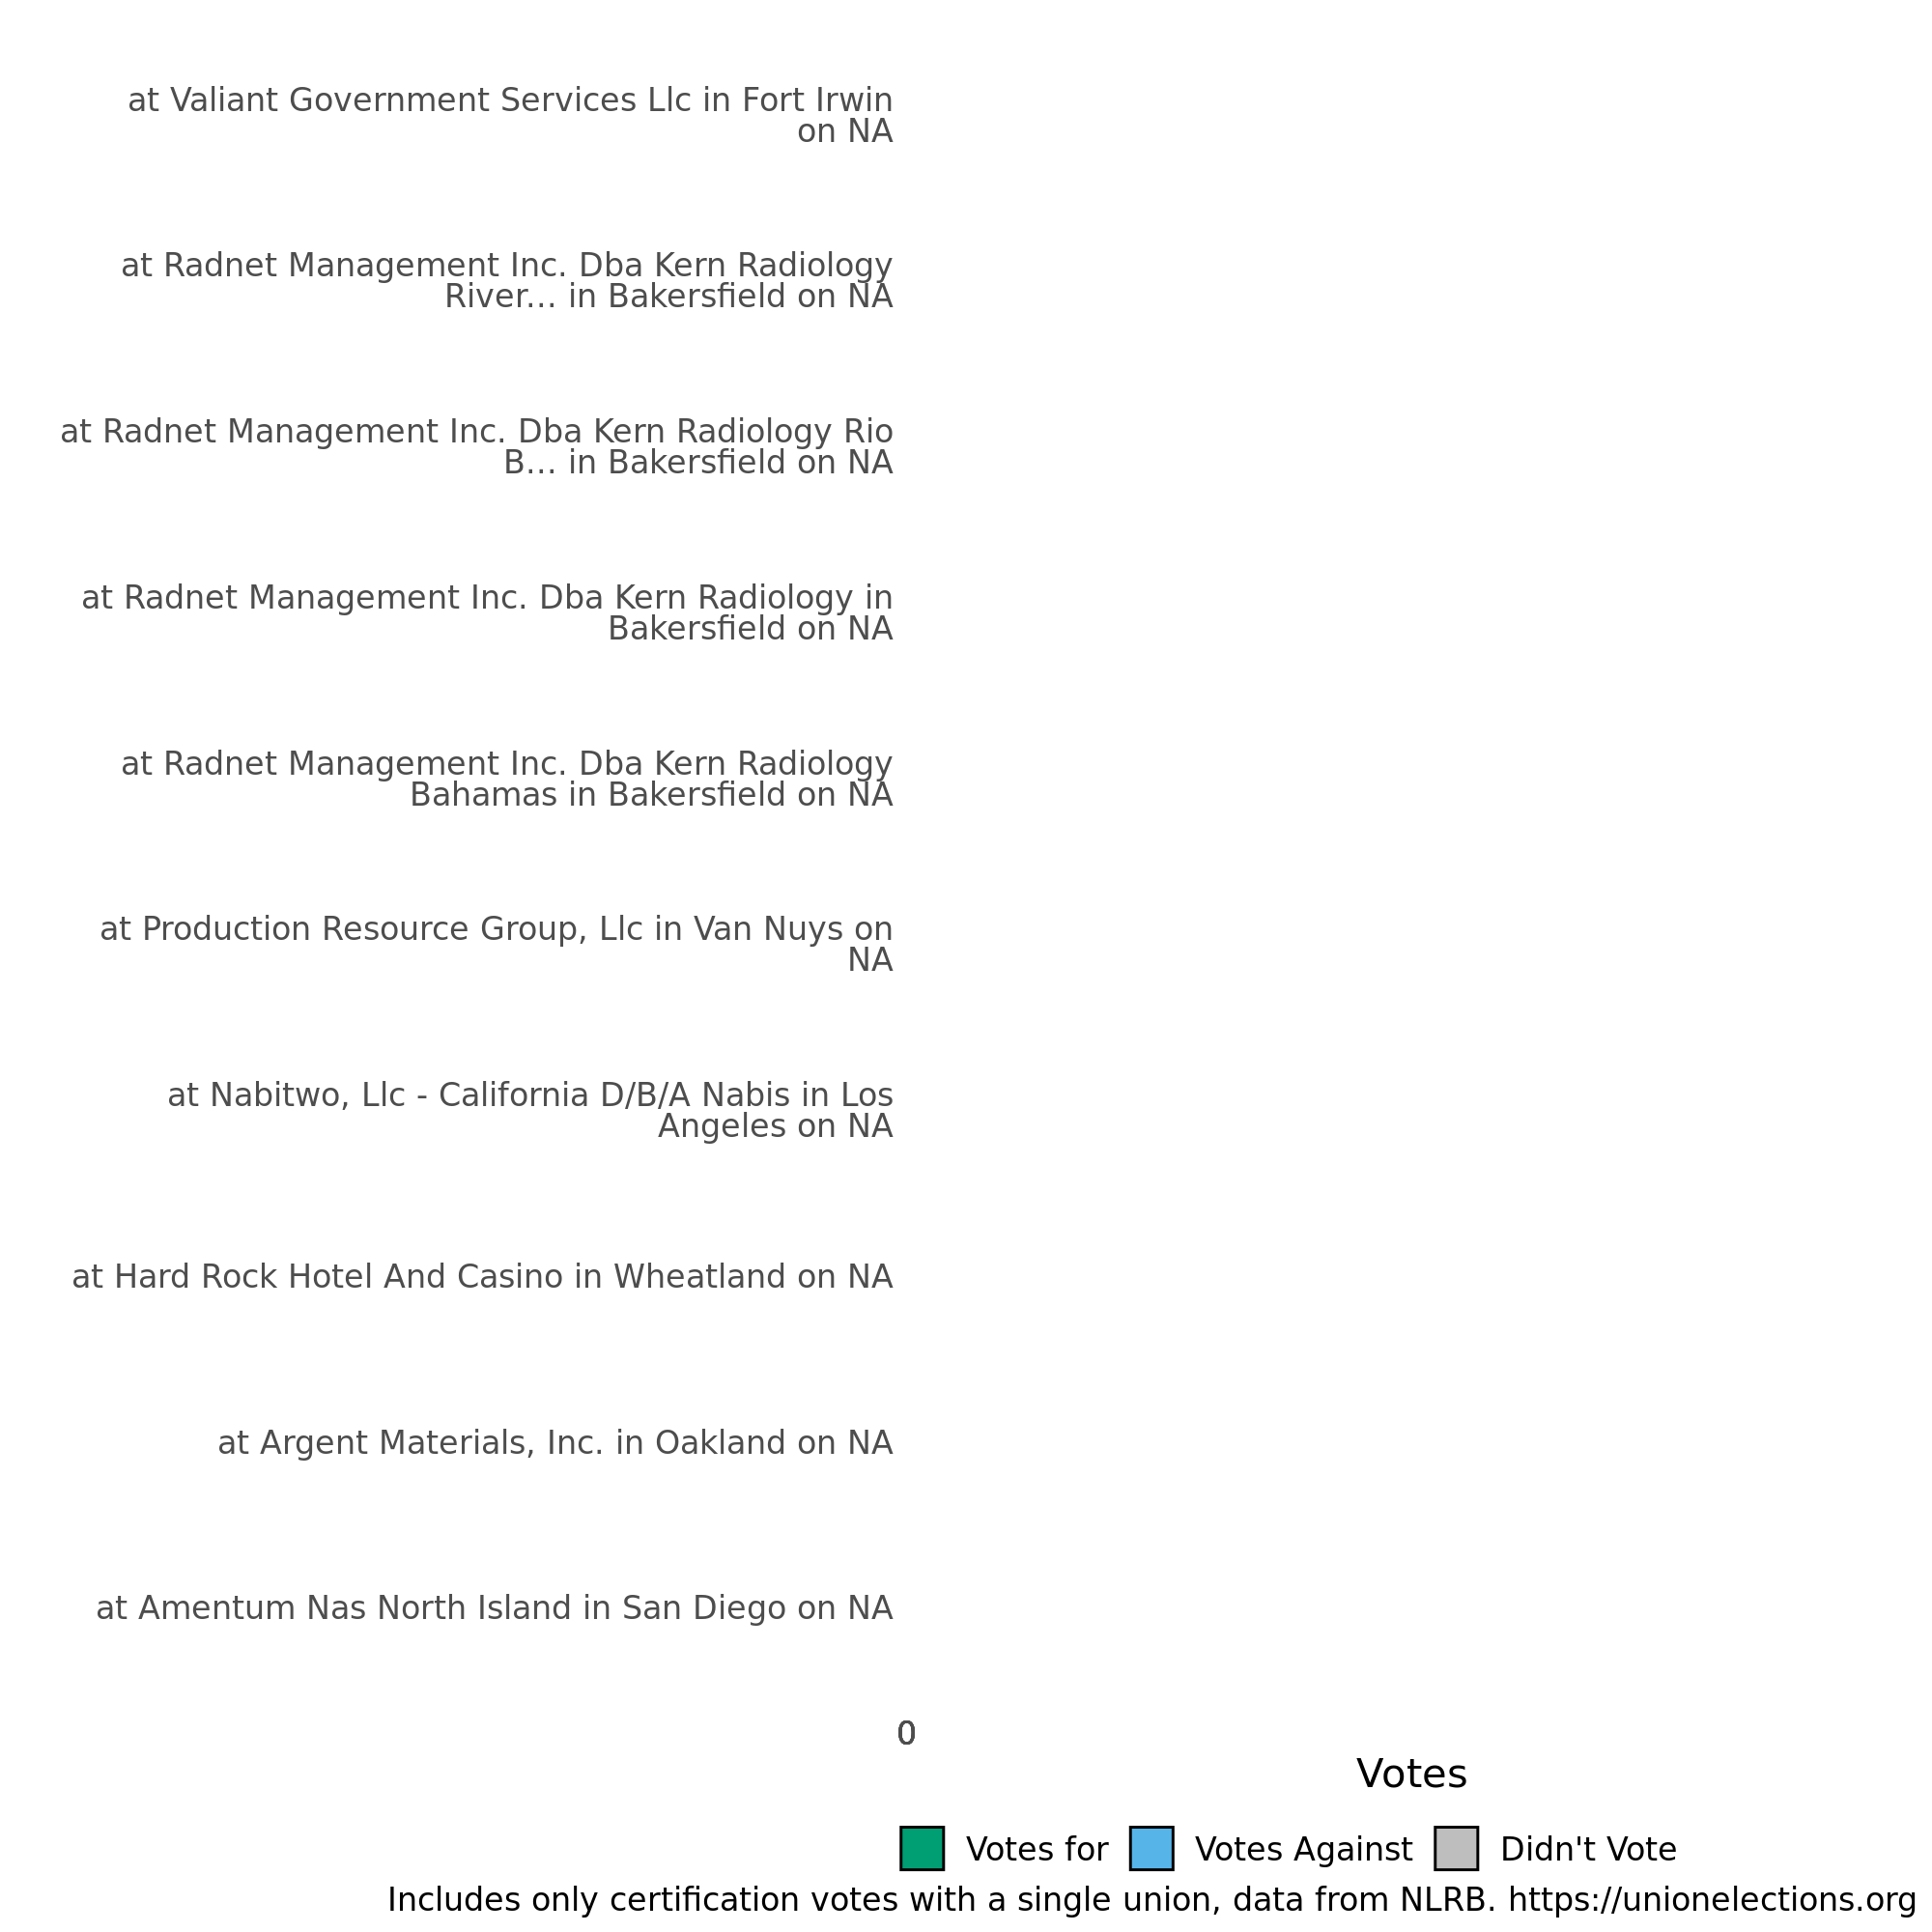 at Valiant Government Services Llc in Fort Irwin
on NA
at Radnet Management Inc. Dba Kern Radiology
River... in Bakersfield on NA
at Radnet Management Inc. Dba Kern Radiology Rio
B... in Bakersfield on NA
at Radnet Management Inc. Dba Kern Radiology in
Bakersfield on NA
at Radnet Management Inc. Dba Kern Radiology
Bahamas in Bakersfield on NA
at Production Resource Group, Llc in Van Nuys on
NA
at Nabitwo, Llc - California D/B/A Nabis in Los
Angeles on NA
at Hard Rock Hotel And Casino in Wheatland on NA
at Argent Materials, Inc. in Oakland on NA
at Amentum Nas North Island in San Diego on NA
0
Votes
Votes for Votes Against Didn't Vote
Includes only certification votes with a single union, data from NLRB. https://unionelections.org